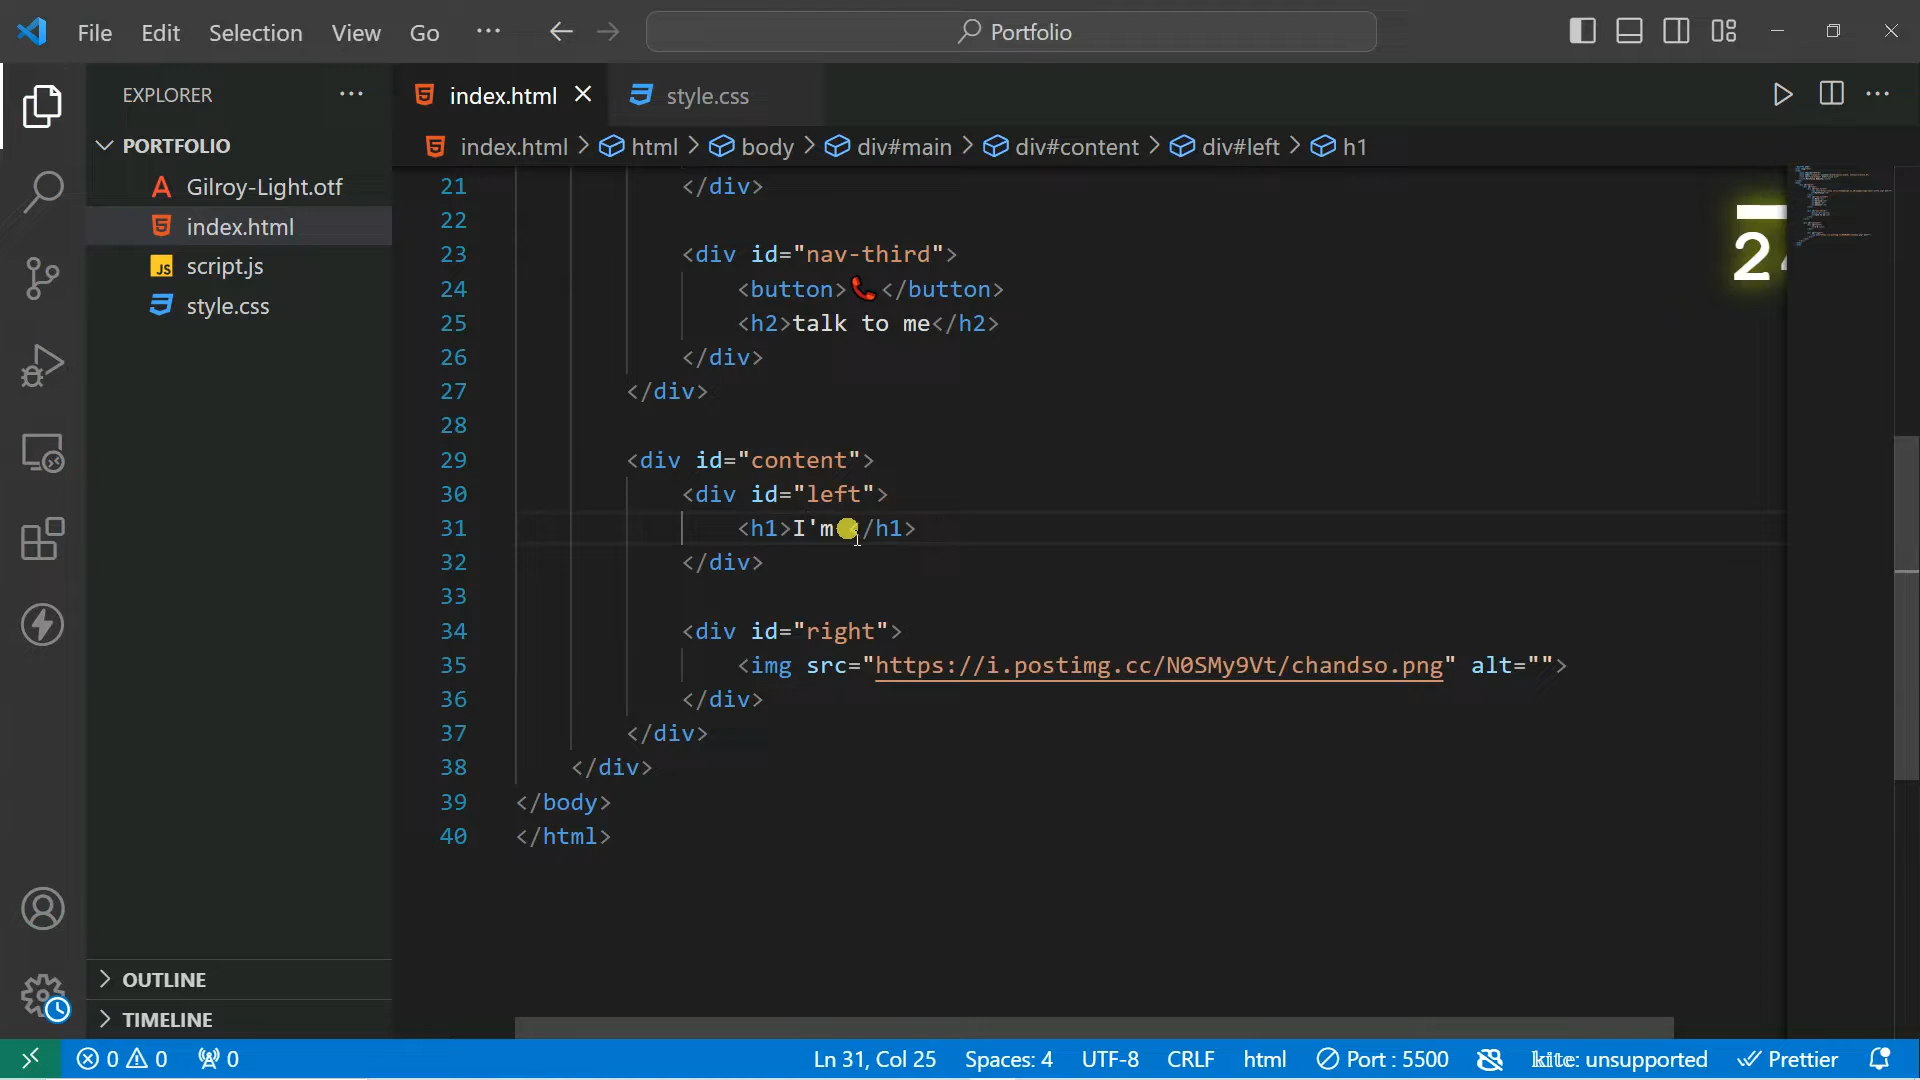 File Edit Selection View Go ··· Portfolio
EXPLORER ···
index.html
style.css
index.html > html > body > div#main > div#content > div#left > h1
PORTFOLIO
Gilroy-Light.otf
index.html
script.js
style.css
21 </div>
22
23 <div id="nav-third">
24 <button>📞</button>
25 <h2>talk to me</h2>
26 </div>
27 </div>
28
29 <div id="content">
30 <div id="left">
31 <h1>I'm</h1>
32 </div>
33
34 <div id="right">
35 <img src="https://i.postimg.cc/N0SMy9Vt/chandso.png" alt="">
36 </div>
37 </div>
38 </div>
39 </body>
40 </html>
OUTLINE
TIMELINE
0 0 0 Ln 31, Col 25 Spaces: 4 UTF-8 CRLF html Port : 5500 kite: unsupported Prettier